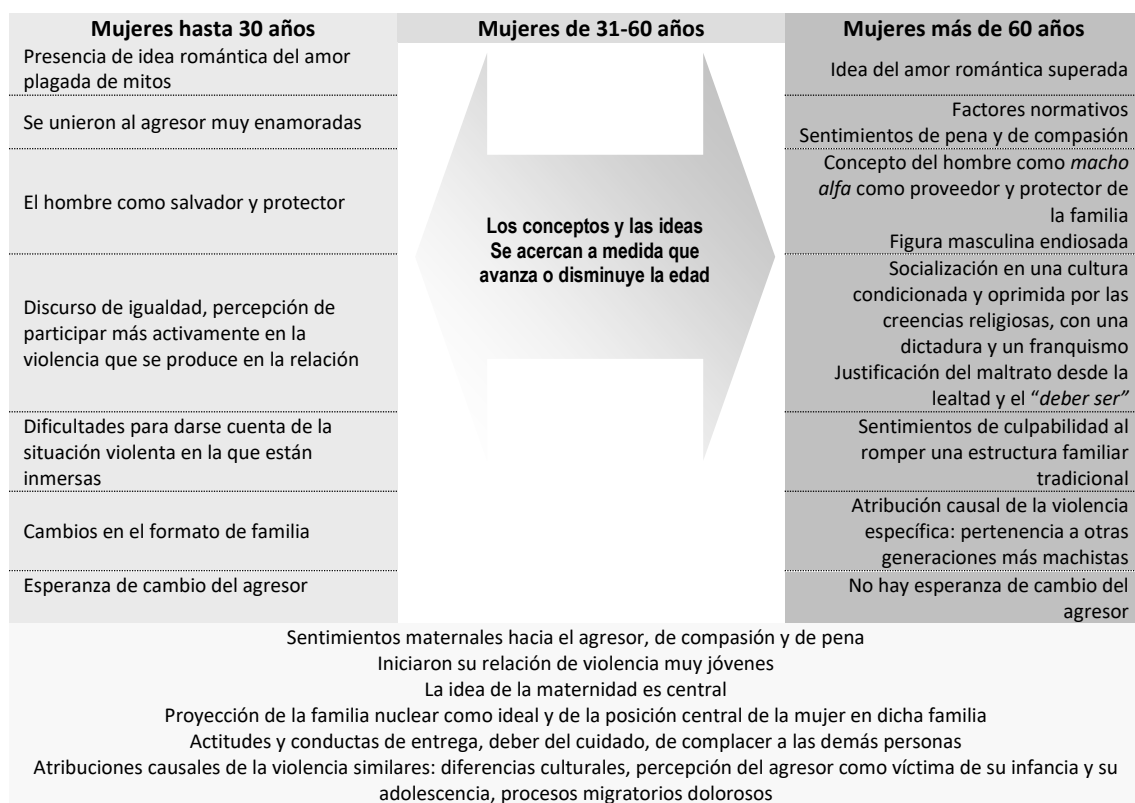 Mujeres hasta 30 años
Mujeres de 31-60 años
Mujeres más de 60 años
Presencia de idea romántica del amor
plagada de mitos
Idea del amor romántica superada
Se unieron al agresor muy enamoradas
Factores normativos
Sentimientos de pena y de compasión
El hombre como salvador y protector
Concepto del hombre como macho
alfa como proveedor y protector de
la familia
Figura masculina endiosada
Los conceptos y las ideas
Se acercan a medida que
avanza o disminuye la edad
Discurso de igualdad, percepción de
participar más activamente en la
violencia que se produce en la relación
Socialización en una cultura
condicionada y oprimida por las
creencias religiosas, con una
dictadura y un franquismo
Justificación del maltrato desde la
lealtad y el “deber ser”
Dificultades para darse cuenta de la
situación violenta en la que están
inmersas
Sentimientos de culpabilidad al
romper una estructura familiar
tradicional
Cambios en el formato de familia
Atribución causal de la violencia
específica: pertenencia a otras
generaciones más machistas
Esperanza de cambio del agresor
No hay esperanza de cambio del
agresor
Sentimientos maternales hacia el agresor, de compasión y de pena
Iniciaron su relación de violencia muy jóvenes
La idea de la maternidad es central
Proyección de la familia nuclear como ideal y de la posición central de la mujer en dicha familia
Actitudes y conductas de entrega, deber del cuidado, de complacer a las demás personas
Atribuciones causales de la violencia similares: diferencias culturales, percepción del agresor como víctima de su infancia y su
adolescencia, procesos migratorios dolorosos